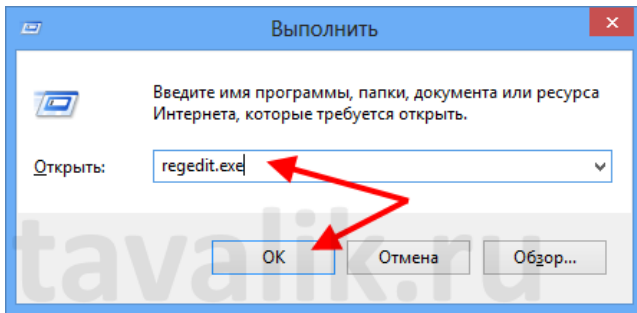 Выполнить
Введите имя программы, папки, документа или ресурса
Интернета, которые требуется открыть.
Открыть: regedit.exe
ОК Отмена Обзор...
tavalik.ru